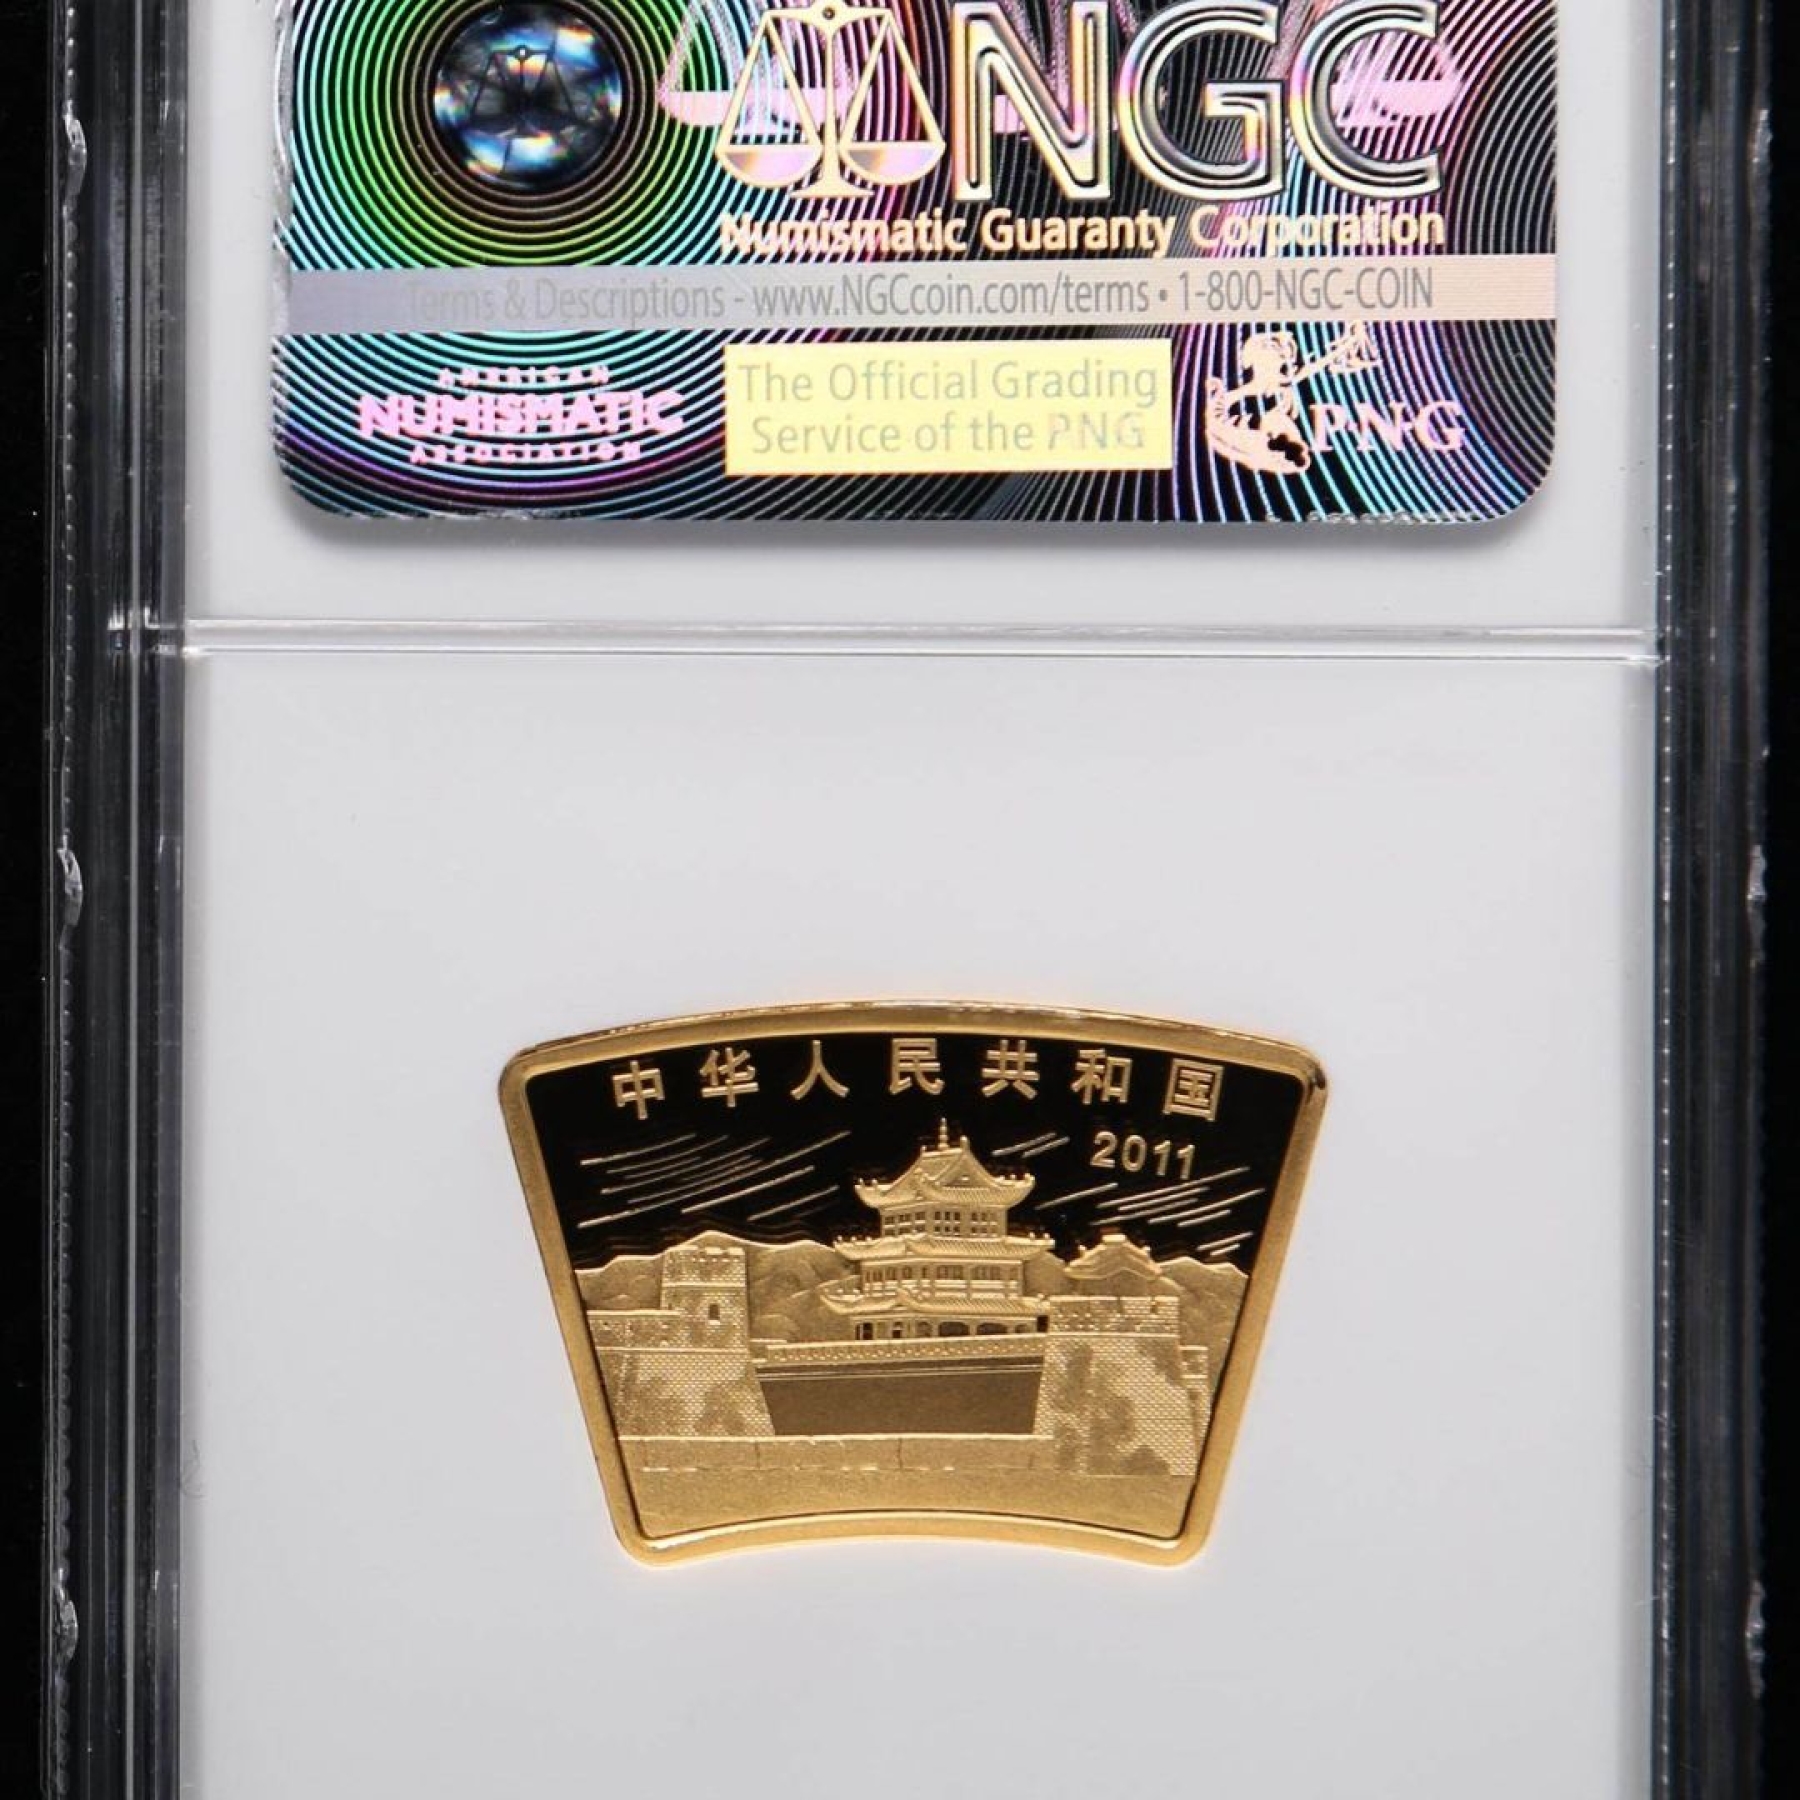 NGC
Numismatic Guaranty Corporation
Terms & Descriptions - www.NGCcoin.com/terms • 1-800-NGC-COIN
AMERICAN
NUMISMATIC
ASSOCIATION
The Official Grading
Service of the PNG
P·N·G
中华人民共和国
2011